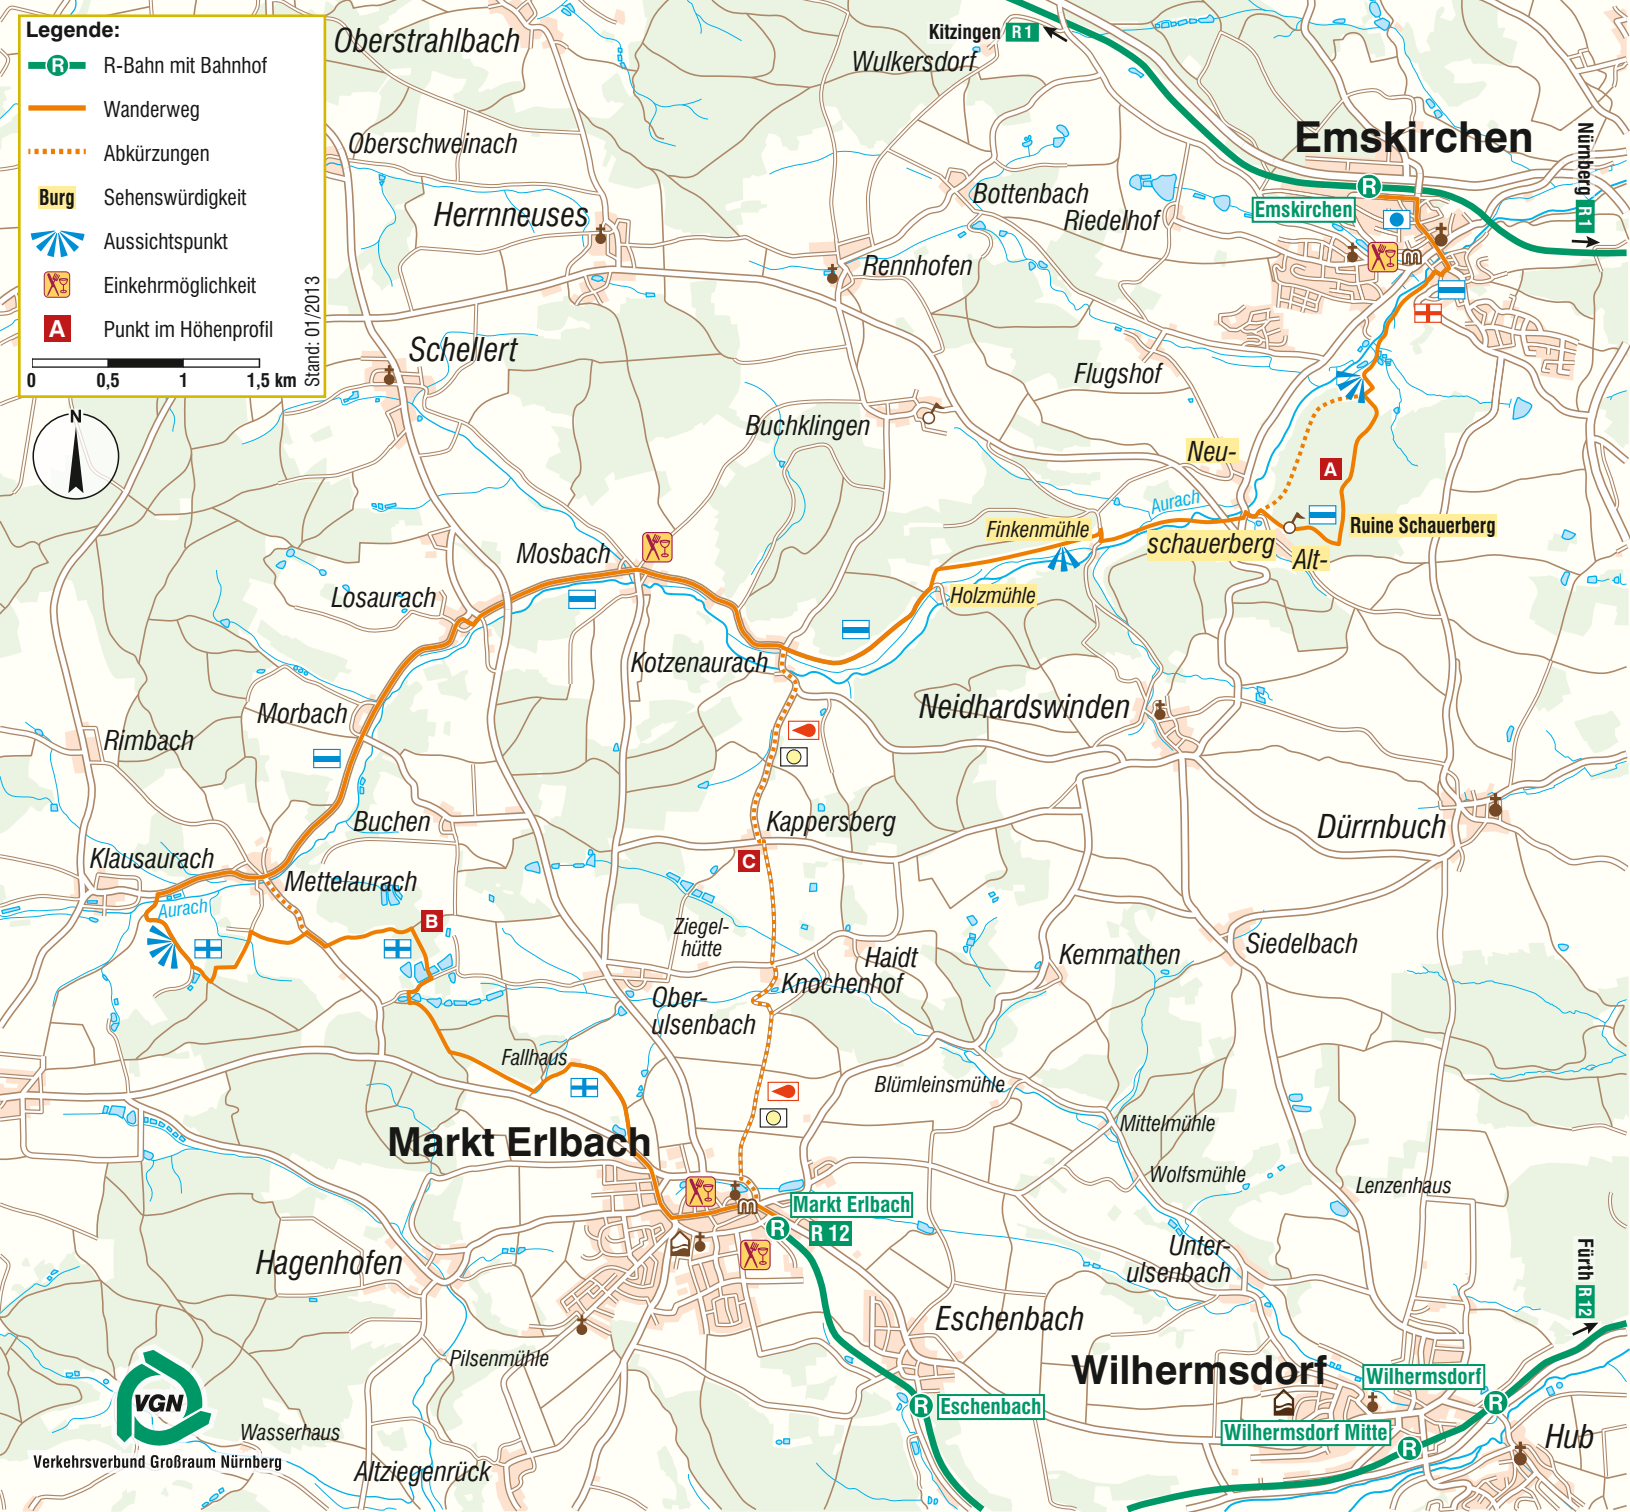 Legende:
R
R-Bahn mit Bahnhof
Wanderweg
Abkürzungen
Burg
Sehenswürdigkeit
Aussichtspunkt
Einkehrmöglichkeit
A
Punkt im Höhenprofil
0
0,5
1
1,5 km
Stand: 01/2013
N
Oberstrahlbach
Kitzingen R 1
Wulkersdorf
Emskirchen
Nürnberg R 1
Oberschweinach
Bottenbach
R
Emskirchen
Herrnneuses
Riedelhof
Rennhofen
Schellert
Flugshof
Buchklingen
Neu-
A
Aurach
Ruine Schauerberg
Finkenmühle
schauerberg
Alt-
Mosbach
Losaurach
Holzmühle
Kotzenaurach
Neidhardswinden
Morbach
Rimbach
Buchen
Kappersberg
Dürrnbuch
Klausaurach
C
Mettelaurach
Aurach
B
Ziegel-
hütte
Haidt
Kemmathen
Siedelbach
Knochenhof
Ober-
ulsenbach
Fallhaus
Blümleinsmühle
Mittelmühle
Markt Erlbach
Wolfsmühle
Lenzenhaus
Markt Erlbach
R
R 12
Hagenhofen
Unter-
ulsenbach
Fürth R 12
Eschenbach
Pilsenmühle
Wilhermsdorf
Wilhermsdorf
R
VGN
R
Eschenbach
Wilhermsdorf Mitte
R
Hub
Wasserhaus
Verkehrsverbund Großraum Nürnberg
Altziegenrück